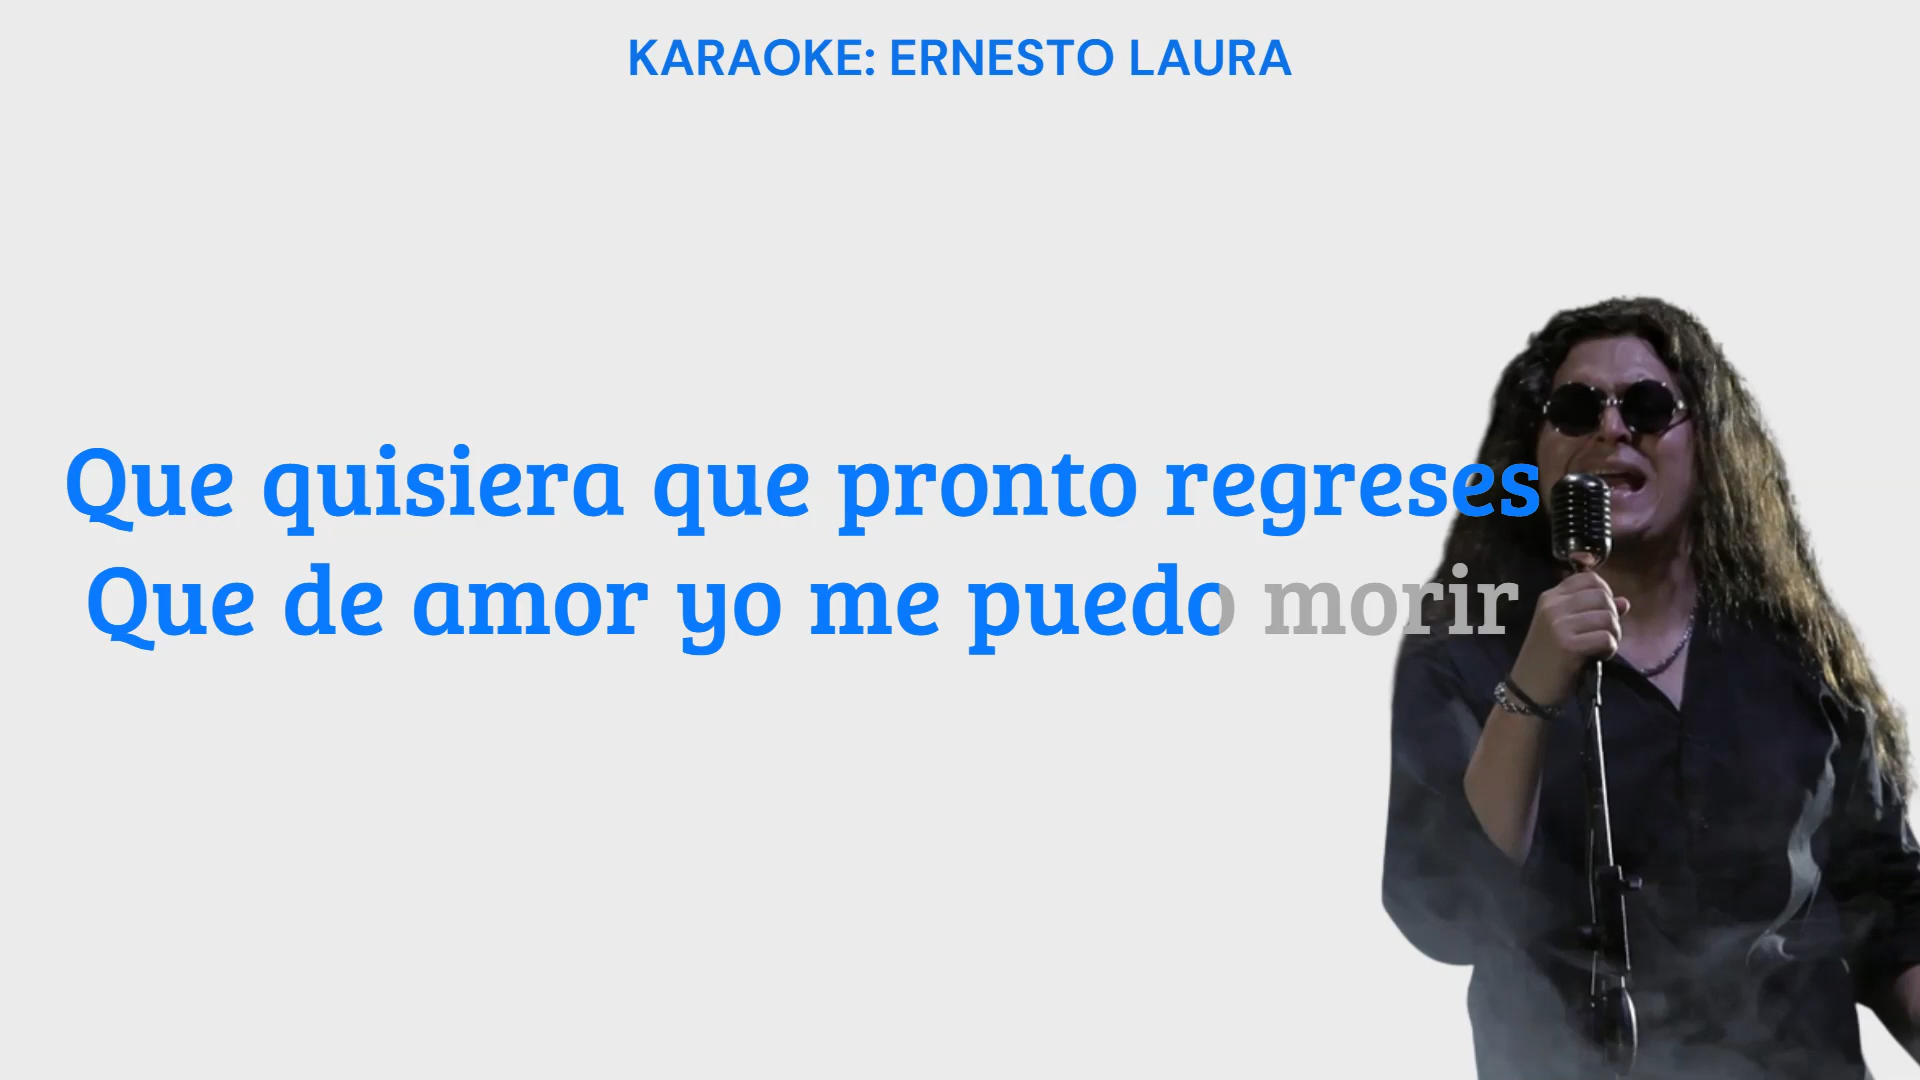 KARAOKE: ERNESTO LAURA
Que quisiera que pronto regreses
Que de amor yo me puedo morir